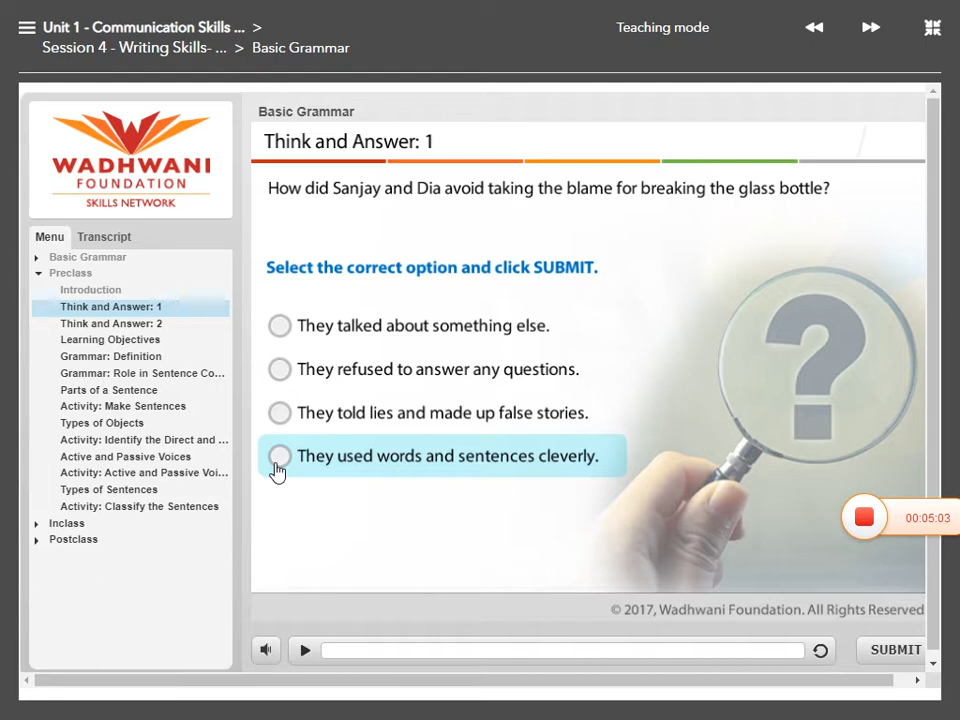 Unit 1 - Communication Skills ... >
Teaching mode
Session 4 - Writing Skills- ... > Basic Grammar
WADHWANI
FOUNDATION
SKILLS NETWORK
Menu
Transcript
Basic Grammar
Preclass
Introduction
Think and Answer: 1
Think and Answer: 2
Learning Objectives
Grammar: Definition
Grammar: Role in Sentence Co...
Parts of a Sentence
Activity: Make Sentences
Types of Objects
Activity: Identify the Direct and ...
Active and Passive Voices
Activity: Active and Passive Voi...
Types of Sentences
Activity: Classify the Sentences
Inclass
Postclass
Basic Grammar
Think and Answer: 1
How did Sanjay and Dia avoid taking the blame for breaking the glass bottle?
Select the correct option and click SUBMIT.
They talked about something else.
They refused to answer any questions.
They told lies and made up false stories.
They used words and sentences cleverly.
?
00:05:03
© 2017, Wadhwani Foundation. All Rights Reserved
SUBMIT